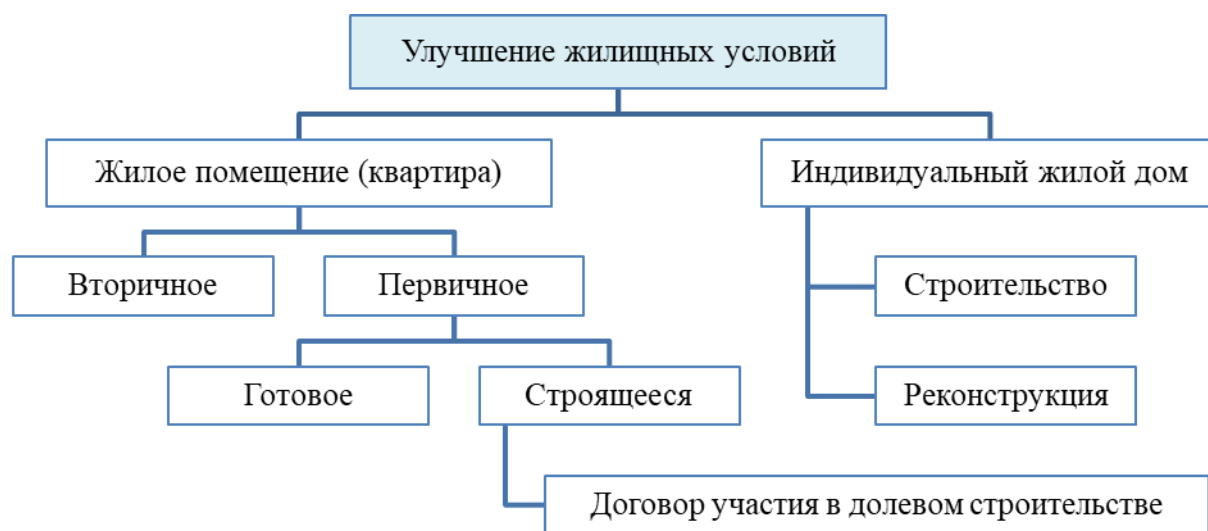 Улучшение жилищных условий
Жилое помещение (квартира)
Индивидуальный жилой дом
Вторичное
Первичное
Строительство
Готовое
Строящееся
Реконструкция
Договор участия в долевом строительстве